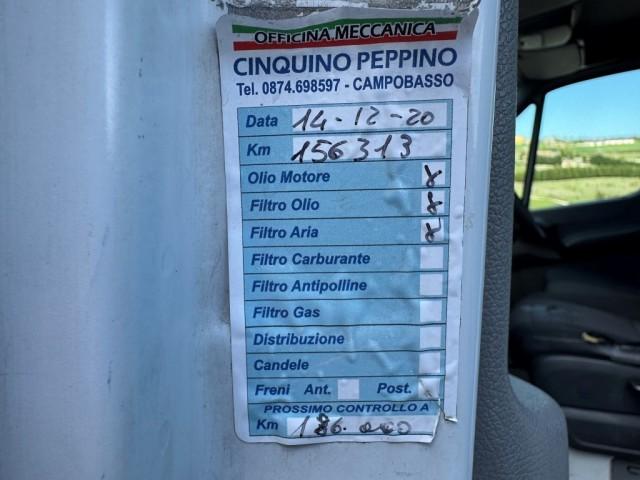 OFFICINA MECCANICA
CINQUINO PEPPINO
Tel. 0874.698597 - CAMPOBASSO
Data 14-12-20
Km 156313
Olio Motore x
Filtro Olio x
Filtro Aria x
Filtro Carburante
Filtro Antipolline
Filtro Gas
Distribuzione
Candele
Freni Ant. Post.
PROSSIMO CONTROLLO A
Km 186.000